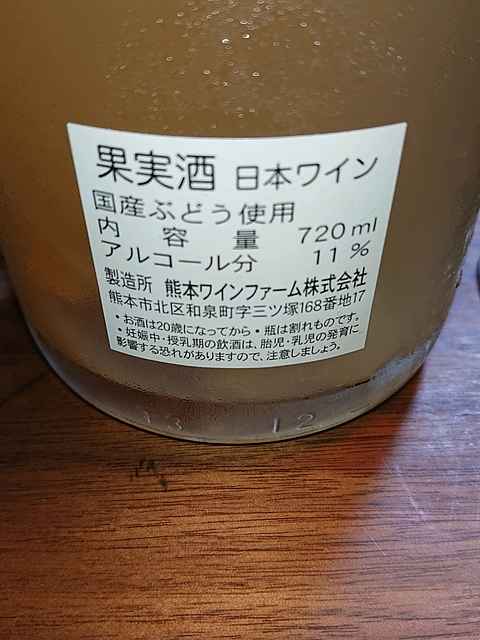 果実酒 日本ワイン
国産ぶどう使用
内容量 720ml
アルコール分 11%
製造所 熊本ワインファーム株式会社
熊本市北区和泉町字三ツ塚168番地17
・お酒は20歳になってから・瓶は割れものです。
・妊娠中・授乳期の飲酒は、胎児・乳児の発育に
影響する恐れがありますので、注意しましょう。
13 12